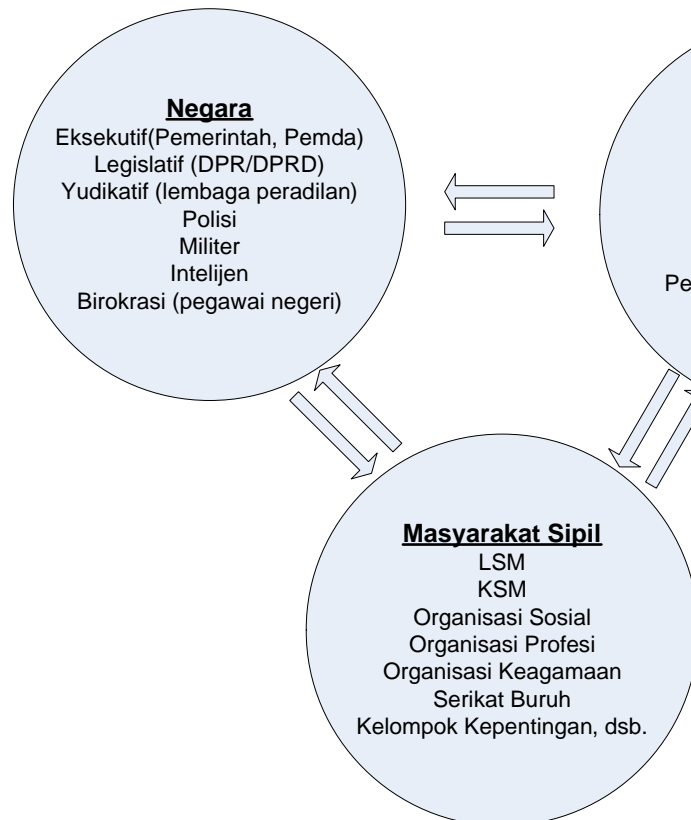 Negara
Eksekutif(Pemerintah, Pemda)
Legislatif (DPR/DPRD)
Yudikatif (lembaga peradilan)
Polisi
Militer
Intelijen
Birokrasi (pegawai negeri)
Pe
Masyarakat Sipil
LSM
KSM
Organisasi Sosial
Organisasi Profesi
Organisasi Keagamaan
Serikat Buruh
Kelompok Kepentingan, dsb.